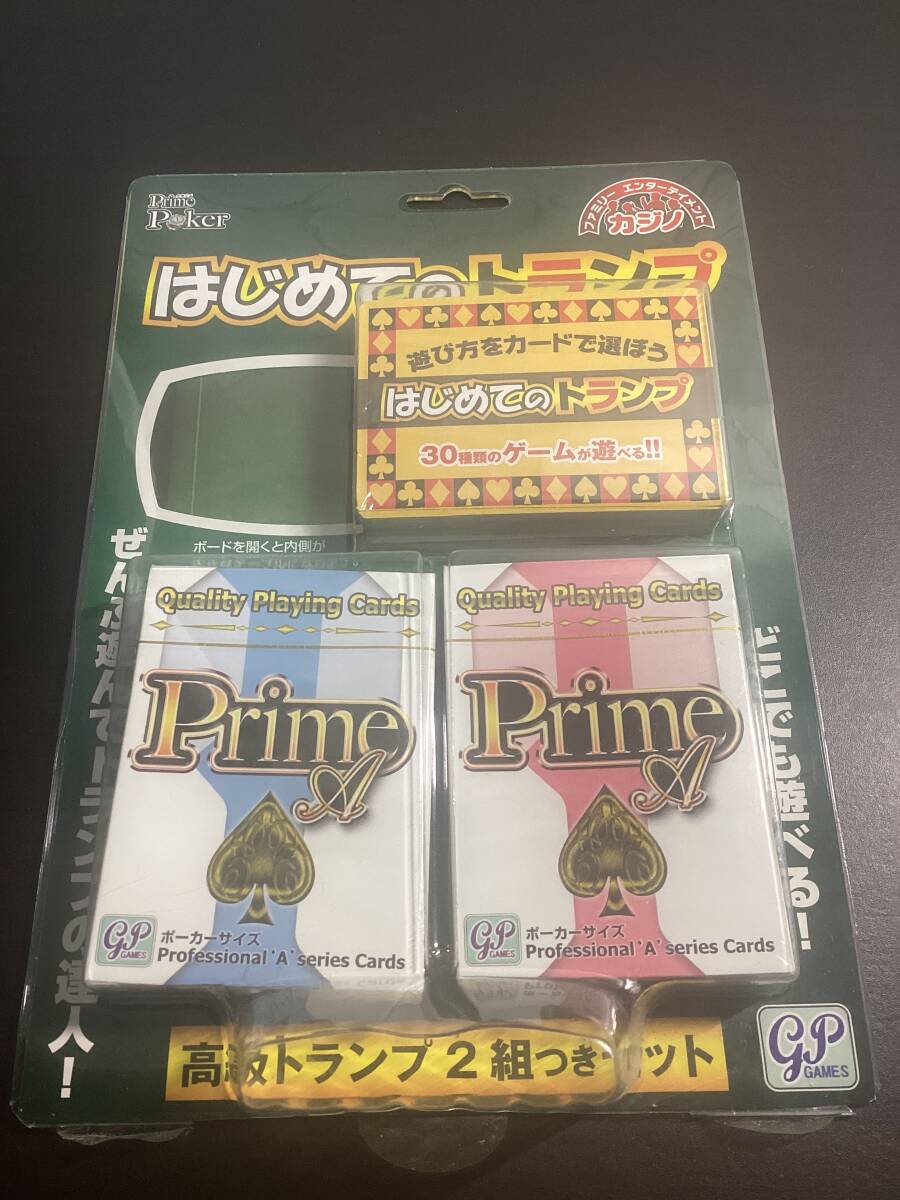 Prime
Poker
ファミリー エンターテイメント
カジノ
はじめてのトランプ
遊び方をカードで選ぼう
はじめてのトランプ
30種類のゲームが遊べる!!
ボードを開くと内側が
Quality Playing Cards
Prime
A
GP
GAMES
ポーカーサイズ
Professional 'A' series Cards
Quality Playing Cards
Prime
A
GP
GAMES
ポーカーサイズ
Professional 'A' series Cards
どこでも遊べる!
高級トランプ2組つきセット
GP
GAMES